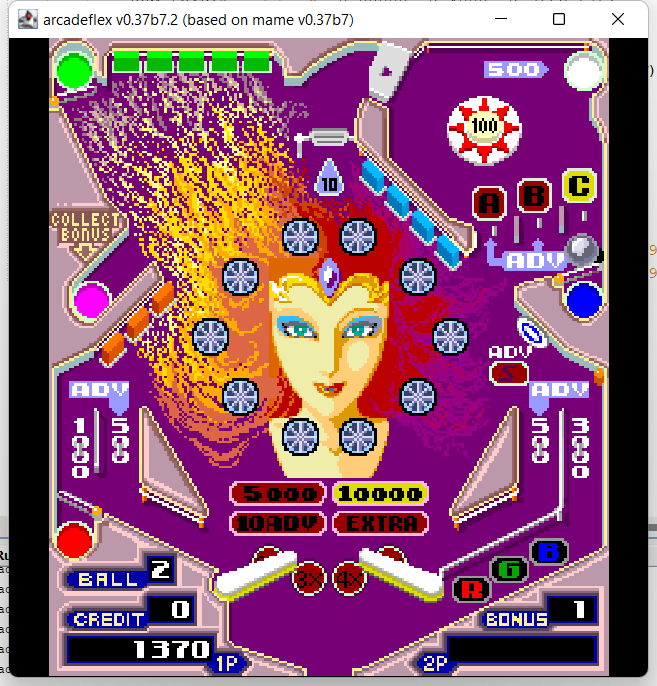 arcadeflex v0.37b7.2 (based on mame v0.37b7)
500
100
10
A B C
COLLECT
BONUS
ADV
ADV
ADV
1000
500
ADV
500
3000
5000 10000
10ADV EXTRA
3X 4X
R G B
BALL 2
CREDIT 0
BONUS 1
1370
1P
2P